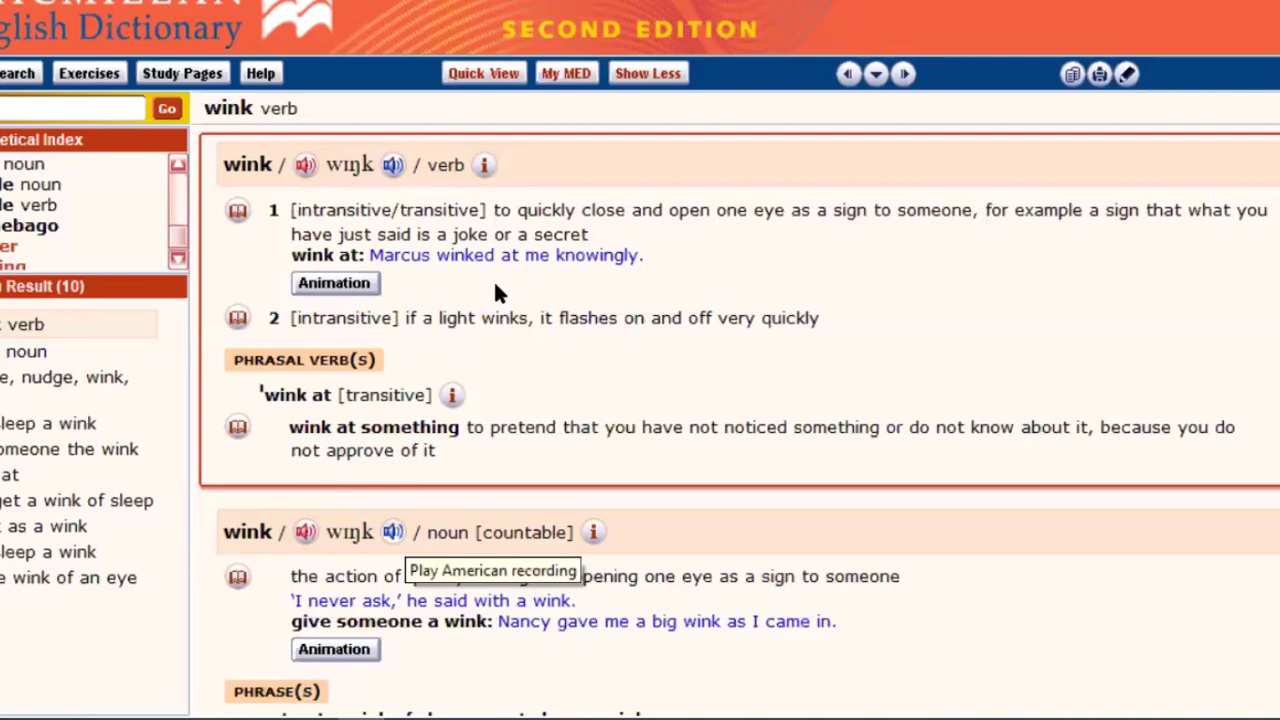 glish Dictionary
SECOND EDITION
earch Exercises Study Pages Help Quick View My MED Show Less
Go wink verb
etical Index
noun
le noun
le verb
ebago
er
ing
Result (10)
verb
noun
e, nudge, wink,
leep a wink
omeone the wink
at
get a wink of sleep
as a wink
leep a wink
e wink of an eye
wink / wɪŋk / verb
1 [intransitive/transitive] to quickly close and open one eye as a sign to someone, for example a sign that what you
have just said is a joke or a secret
wink at: Marcus winked at me knowingly.
Animation
2 [intransitive] if a light winks, it flashes on and off very quickly
PHRASAL VERB(S)
ˈwink at [transitive]
wink at something to pretend that you have not noticed something or do not know about it, because you do
not approve of it
wink / wɪŋk / noun [countable]
Play American recording
the action of pening one eye as a sign to someone
‘I never ask,’ he said with a wink.
give someone a wink: Nancy gave me a big wink as I came in.
Animation
PHRASE(S)